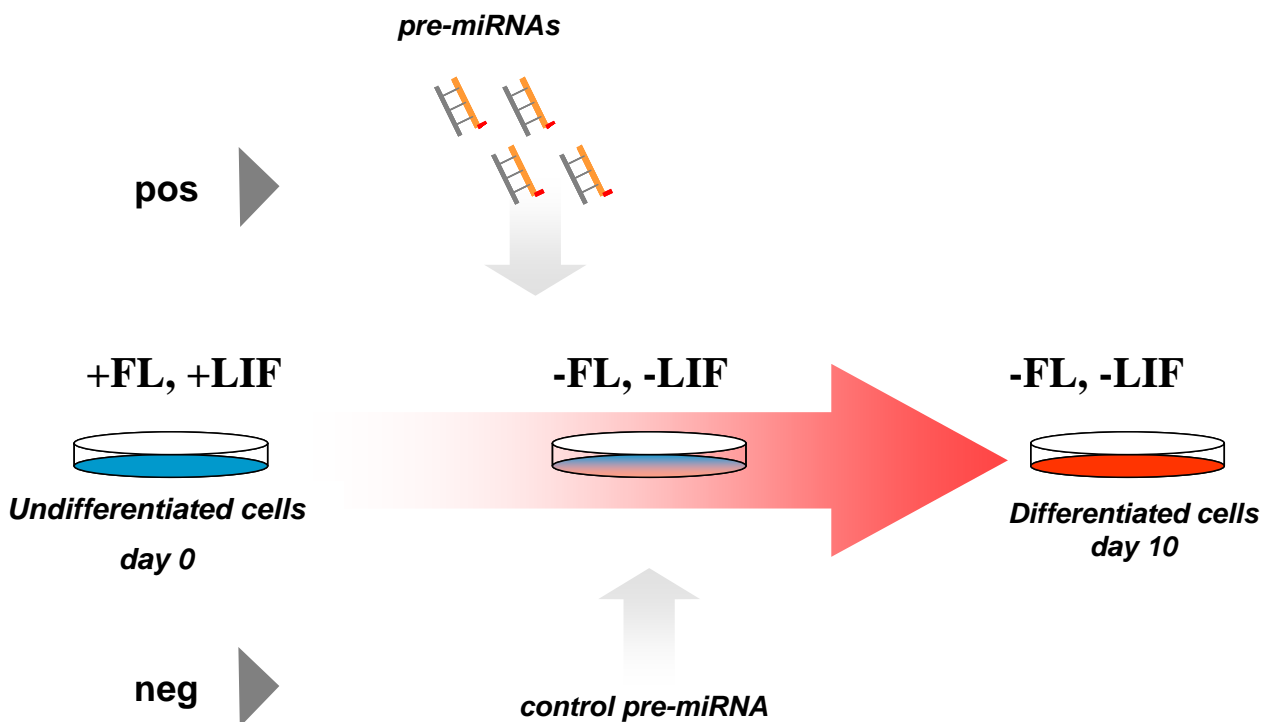 pre-miRNAs
pos
+FL, +LIF
-FL, -LIF
-FL, -LIF
Undifferentiated cells
day 0
Differentiated cells
day 10
neg
control pre-miRNA